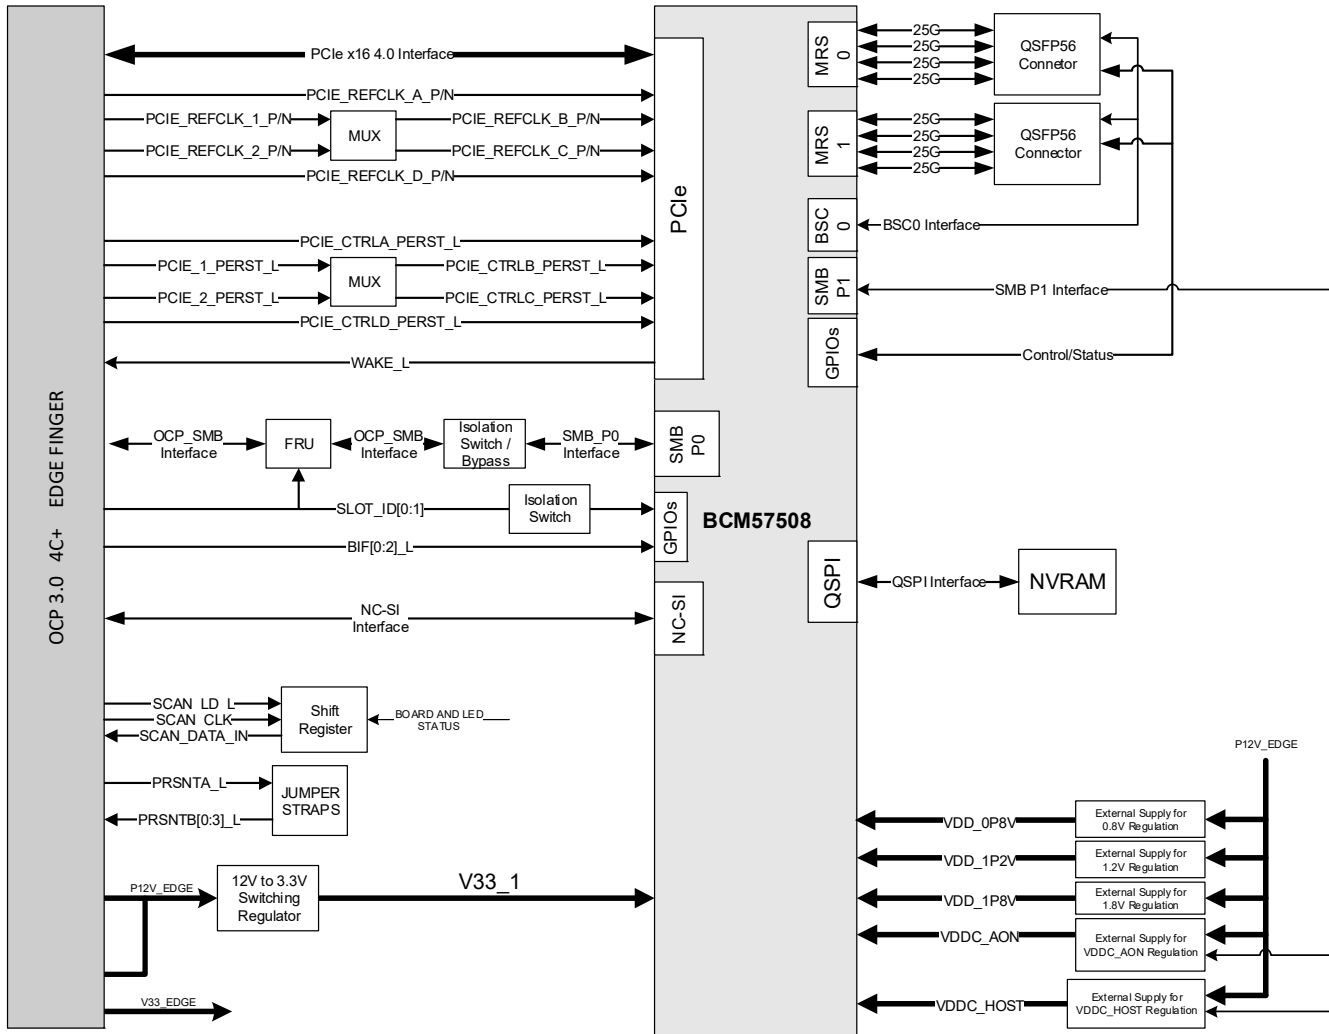 PCIe x16 4.0 Interface
PCIE_REFCLK_A_P/N
PCIE_REFCLK_1_P/N
MUX
PCIE_REFCLK_B_P/N
PCIE_REFCLK_2_P/N
PCIE_REFCLK_C_P/N
PCIE_REFCLK_D_P/N
PCIE_CTRLA_PERST_L
PCIE_1_PERST_L
MUX
PCIE_CTRLB_PERST_L
PCIE_2_PERST_L
PCIE_CTRLC_PERST_L
PCIE_CTRLD_PERST_L
WAKE_L
PCIe
OCP 3.0 4C+ EDGE FINGER
OCP_SMB
Interface
FRU
OCP_SMB
Interface
Isolation
Switch /
Bypass
SMB_P0
Interface
SMB
P0
SLOT_ID[0:1]
Isolation
Switch
BIF[0:2]_L
GPIOs
NC-SI
Interface
NC-SI
SCAN_LD_L
SCAN_CLK
SCAN_DATA_IN
Shift
Register
BOARD AND LED
STATUS
PRSNTA_L
PRSNTB[0:3]_L
JUMPER
STRAPS
P12V_EDGE
12V to 3.3V
Switching
Regulator
V33_1
V33_EDGE
BCM57508
MRS
0
25G
25G
25G
25G
QSFP56
Connetor
MRS
1
25G
25G
25G
25G
QSFP56
Connector
BSC
0
BSC0 Interface
SMB
P1
SMB P1 Interface
GPIOs
Control/Status
QSPI
QSPI Interface
NVRAM
P12V_EDGE
VDD_0P8V
External Supply for
0.8V Regulation
VDD_1P2V
External Supply for
1.2V Regulation
VDD_1P8V
External Supply for
1.8V Regulation
VDDC_AON
External Supply for
VDDC_AON Regulation
VDDC_HOST
External Supply for
VDDC_HOST Regulation